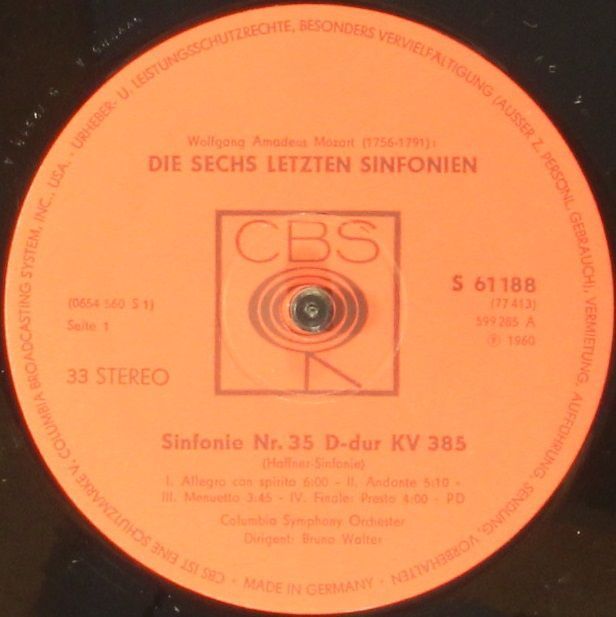 URHEBER- U. LEISTUNGSSCHUTZRECHTE, BESONDERS VERVIELFÄLTIGUNG (AUSSER Z. PERSÖNL. GEBRAUCH), VERMIETUNG, AUFFÜHRUNG, SENDUNG, VORBEHALTEN · MADE IN GERMANY · CBS IST EINE SCHUTZMARKE V. COLUMBIA BROADCASTING SYSTEM, INC., USA. ·
Wolfgang Amadeus Mozart (1756-1791):
DIE SECHS LETZTEN SINFONIEN
CBS
S 61188
(77 413)
599 285 A
Ⓟ 1960
(0654 560 S 1)
Seite 1
33 STEREO
Sinfonie Nr. 35 D-dur KV 385
(Haffner-Sinfonie)
I. Allegro con spirito 6:00 - II. Andante 5:10 -
III. Menuetto 3:45 - IV. Finale: Presto 4:00 - PD
Columbia Symphony Orchester
Dirigent: Bruno Walter